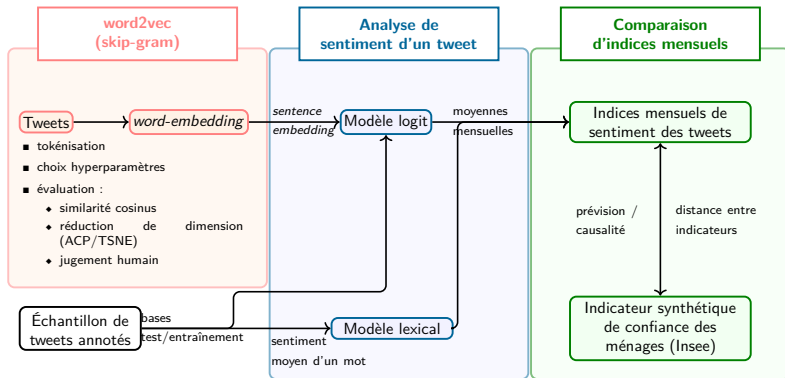 word2vec
(skip-gram)
Analyse de
sentiment d'un tweet
Comparaison
d'indices mensuels
Tweets
word-embedding
sentence
embedding
Modèle logit
moyennes
mensuelles
Indices mensuels de
sentiment des tweets
tokénisation
choix hyperparamètres
évaluation :
similarité cosinus
réduction de dimension
(ACP/TSNE)
jugement humain
prévision /
causalité
distance entre
indicateurs
Échantillon de
tweets annotés
bases
test/entraînement
sentiment
moyen d'un mot
Modèle lexical
Indicateur synthétique
de confiance des
ménages (Insee)